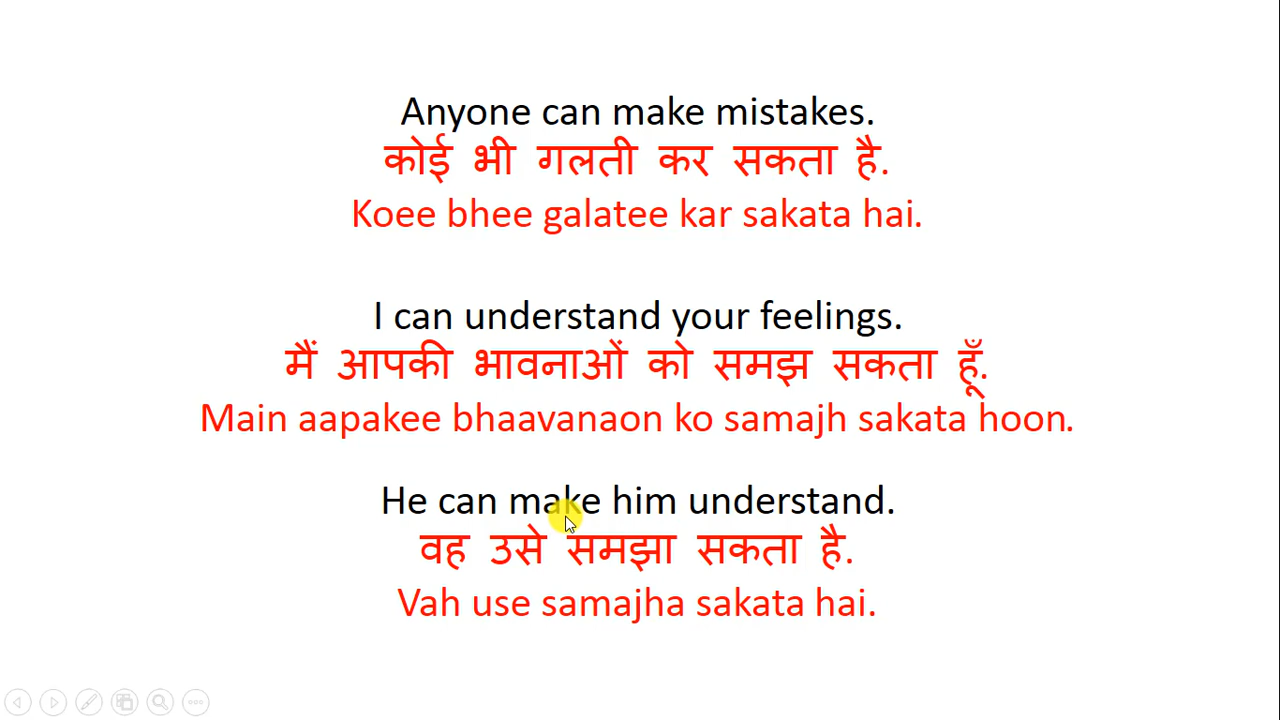 Anyone can make mistakes.
कोई भी गलती कर सकता है.
Koee bhee galatee kar sakata hai.
I can understand your feelings.
मैं आपकी भावनाओं को समझ सकता हूँ.
Main aapakee bhaavanaon ko samajh sakata hoon.
He can make him understand.
वह उसे समझा सकता है.
Vah use samajha sakata hai.